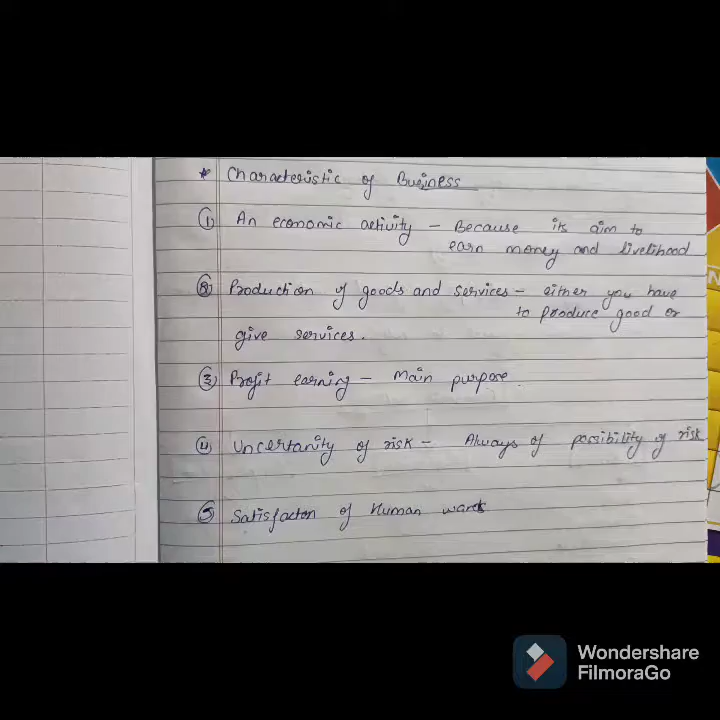 * Characteristic of Business
① An economic activity - Because its aim to
earn money and livelihood
② Production of goods and services - either you have
to produce good or
give services.
③ Profit earning - Main purpose.
④ Uncertanity of risk - Always of possibility of risk
⑤ Satisfacton of Human wants
Wondershare
FilmoraGo